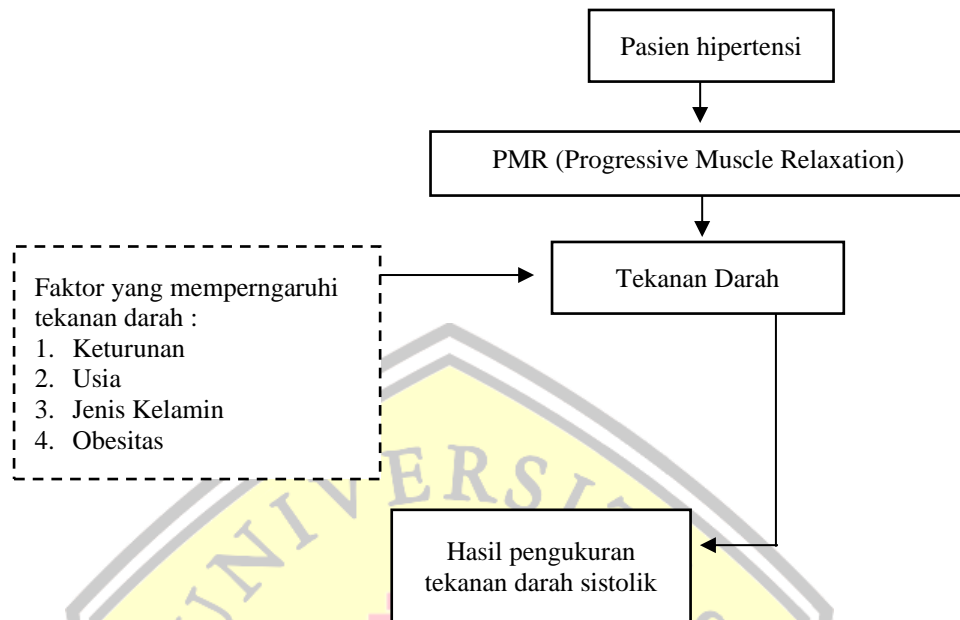 Pasien hipertensi
PMR (Progressive Muscle Relaxation)
Tekanan Darah
Faktor yang memperngaruhi
tekanan darah :
1. Keturunan
2. Usia
3. Jenis Kelamin
4. Obesitas
Hasil pengukuran
tekanan darah sistolik